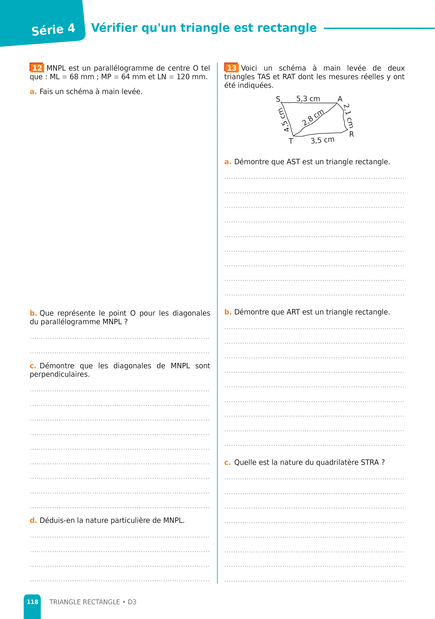 Série 4
Vérifier qu'un triangle est rectangle
12 MNPL est un parallélogramme de centre O tel
que : ML = 68 mm ; MP = 64 mm et LN = 120 mm.
a. Fais un schéma à main levée.
b. Que représente le point O pour les diagonales
du parallélogramme MNPL ?
c. Démontre que les diagonales de MNPL sont
perpendiculaires.
d. Déduis-en la nature particulière de MNPL.
13 Voici un schéma à main levée de deux
triangles TAS et RAT dont les mesures réelles y ont
été indiquées.
S 5,3 cm A
4,5 cm 2,8 cm 2,1 cm
T 3,5 cm R
a. Démontre que AST est un triangle rectangle.
b. Démontre que ART est un triangle rectangle.
c. Quelle est la nature du quadrilatère STRA ?
118 TRIANGLE RECTANGLE • D3